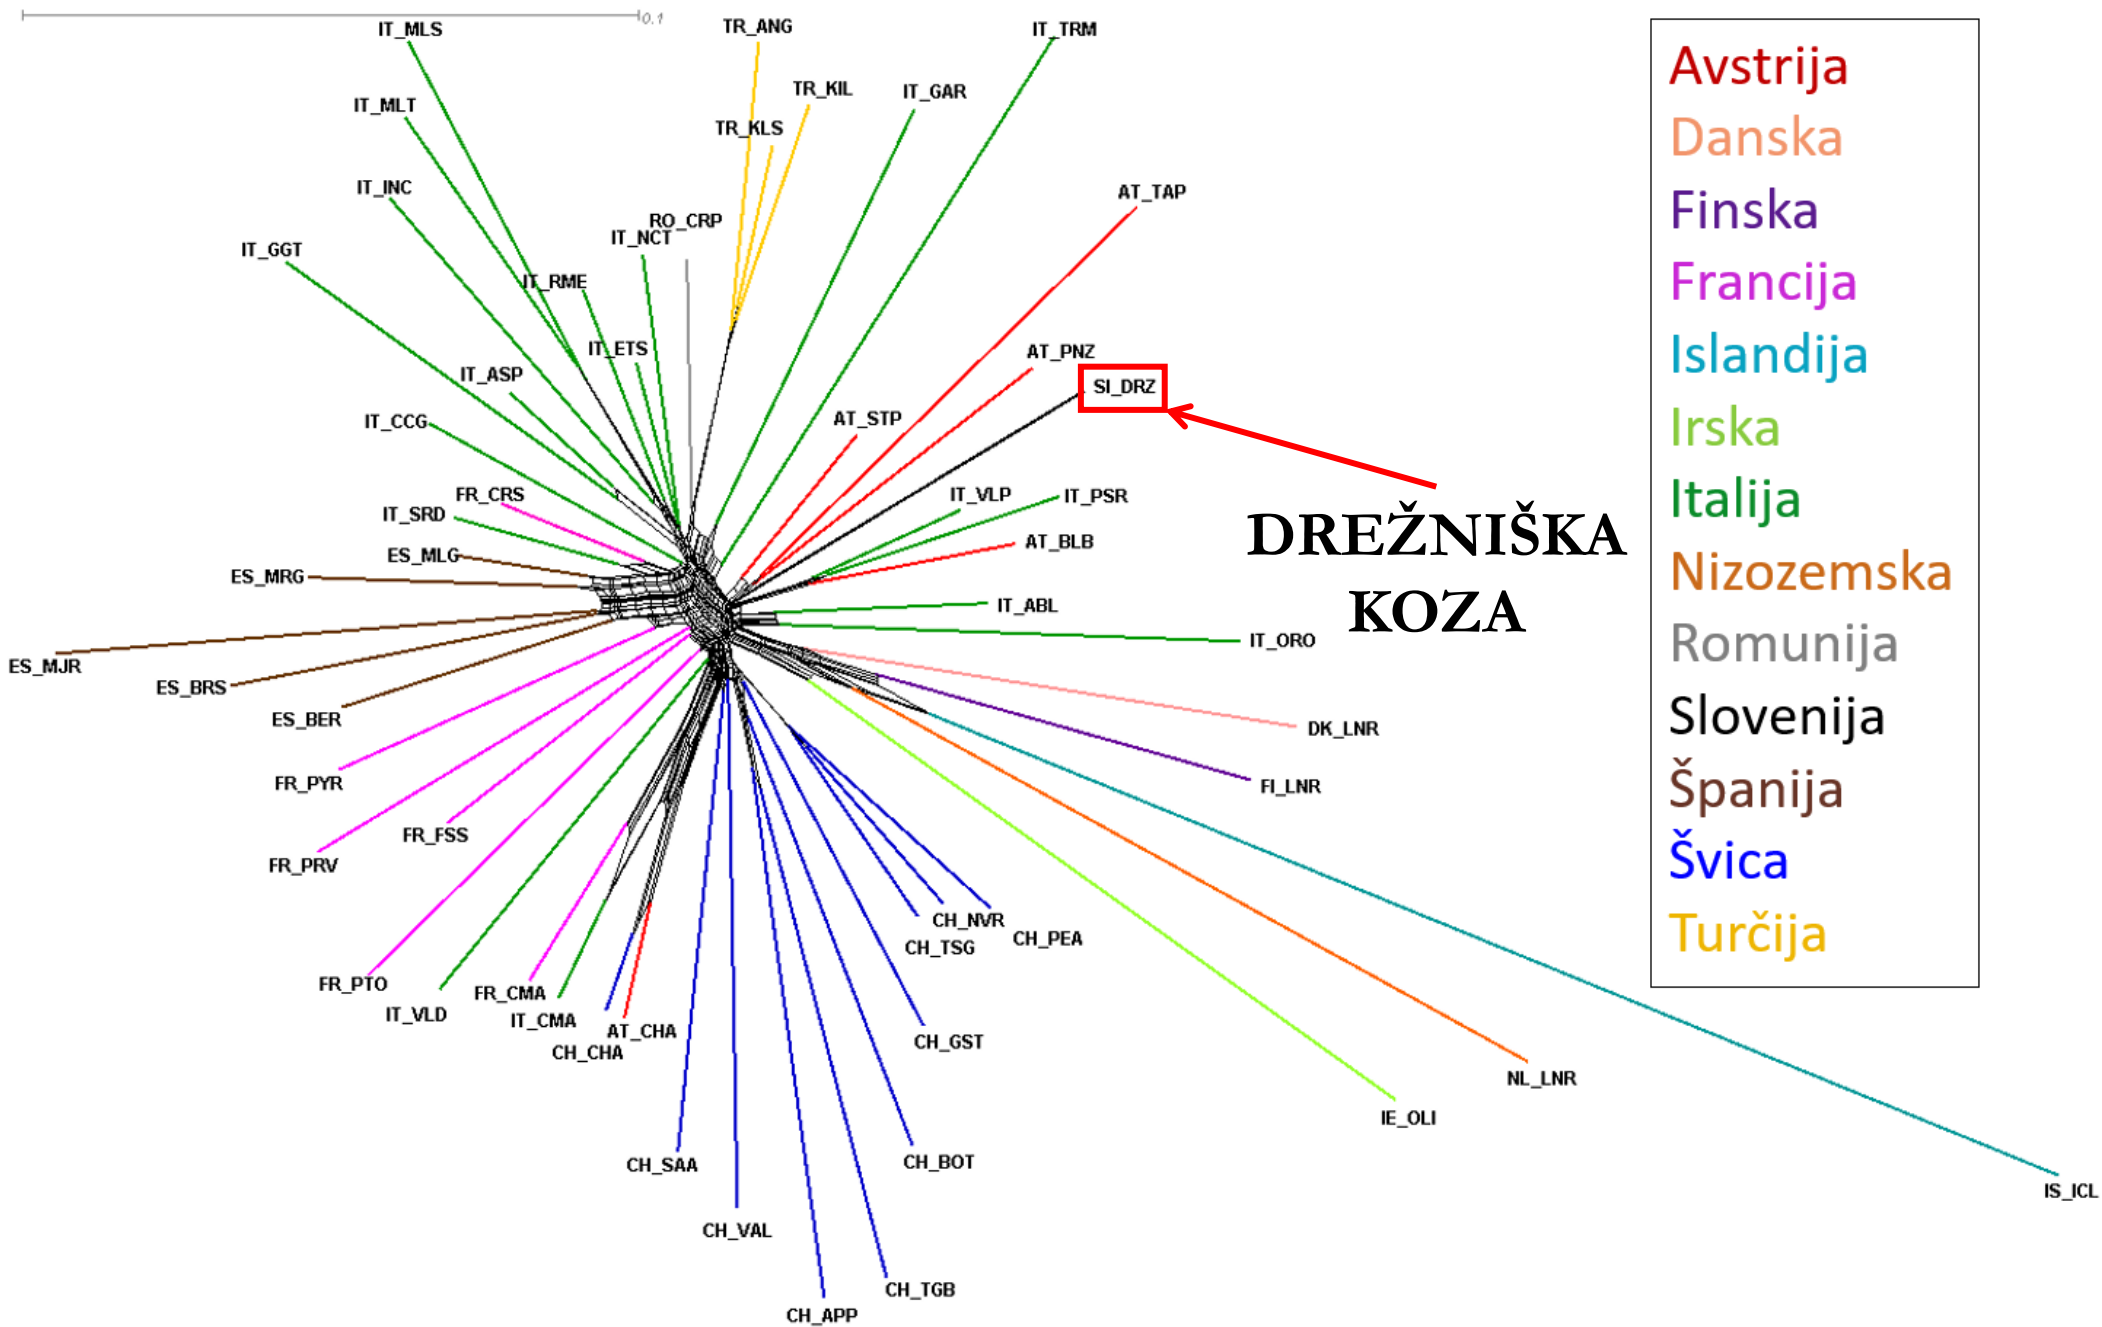 0.1
IT_MLS
TR_ANG
IT_TRM
TR_KIL
IT_GAR
IT_MLT
TR_KLS
IT_INC
AT_TAP
RO_CRP
IT_NCT
IT_GGT
IT_RME
IT_ETS
AT_PNZ
IT_ASP
SI_DRZ
IT_CCG
AT_STP
FR_CRS
IT_VLP
IT_PSR
IT_SRD
AT_BLB
ES_MLG
ES_MRG
IT_ABL
IT_ORO
ES_MJR
ES_BRS
ES_BER
DK_LNR
FR_PYR
FI_LNR
FR_FSS
FR_PRV
CH_NVR
CH_PEA
CH_TSG
FR_PTO
FR_CMA
IT_VLD
IT_CMA
AT_CHA
CH_CHA
CH_GST
NL_LNR
IE_OLI
CH_SAA
CH_BOT
IS_ICL
CH_VAL
CH_TGB
CH_APP
DREŽNIŠKA
KOZA
Avstrija
Danska
Finska
Francija
Islandija
Irska
Italija
Nizozemska
Romunija
Slovenija
Španija
Švica
Turčija